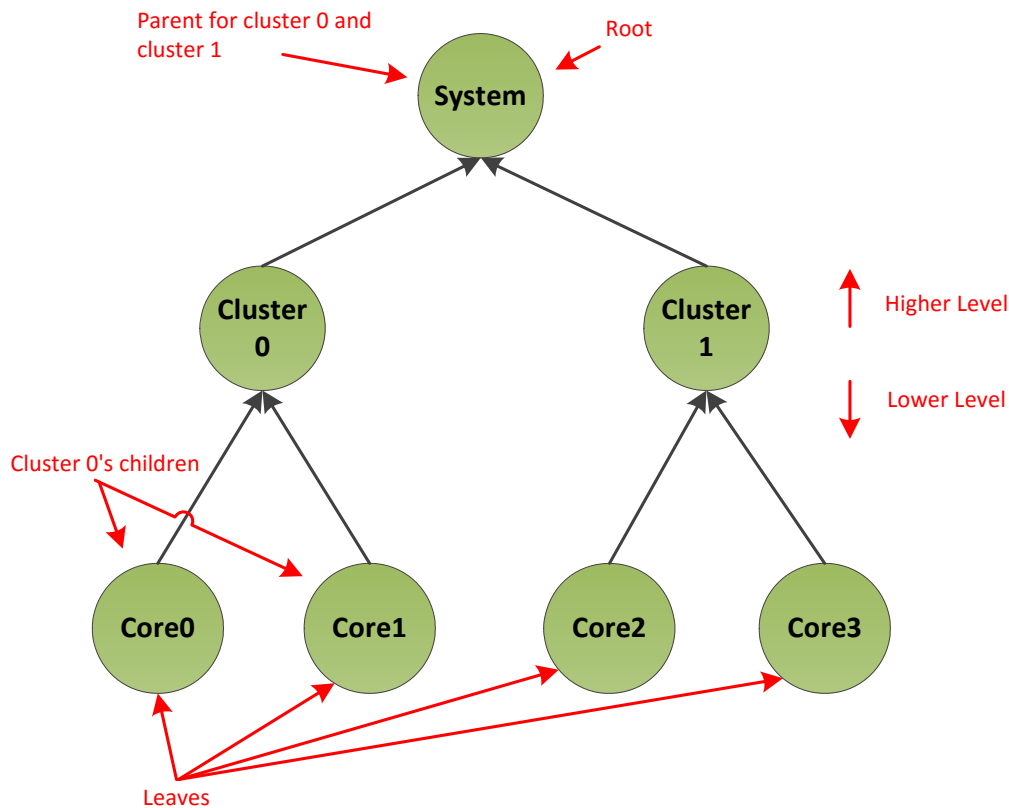 Parent for cluster 0 and
cluster 1
Root
System
Cluster
0
Cluster
1
Higher Level
Lower Level
Cluster 0's children
Core0
Core1
Core2
Core3
Leaves